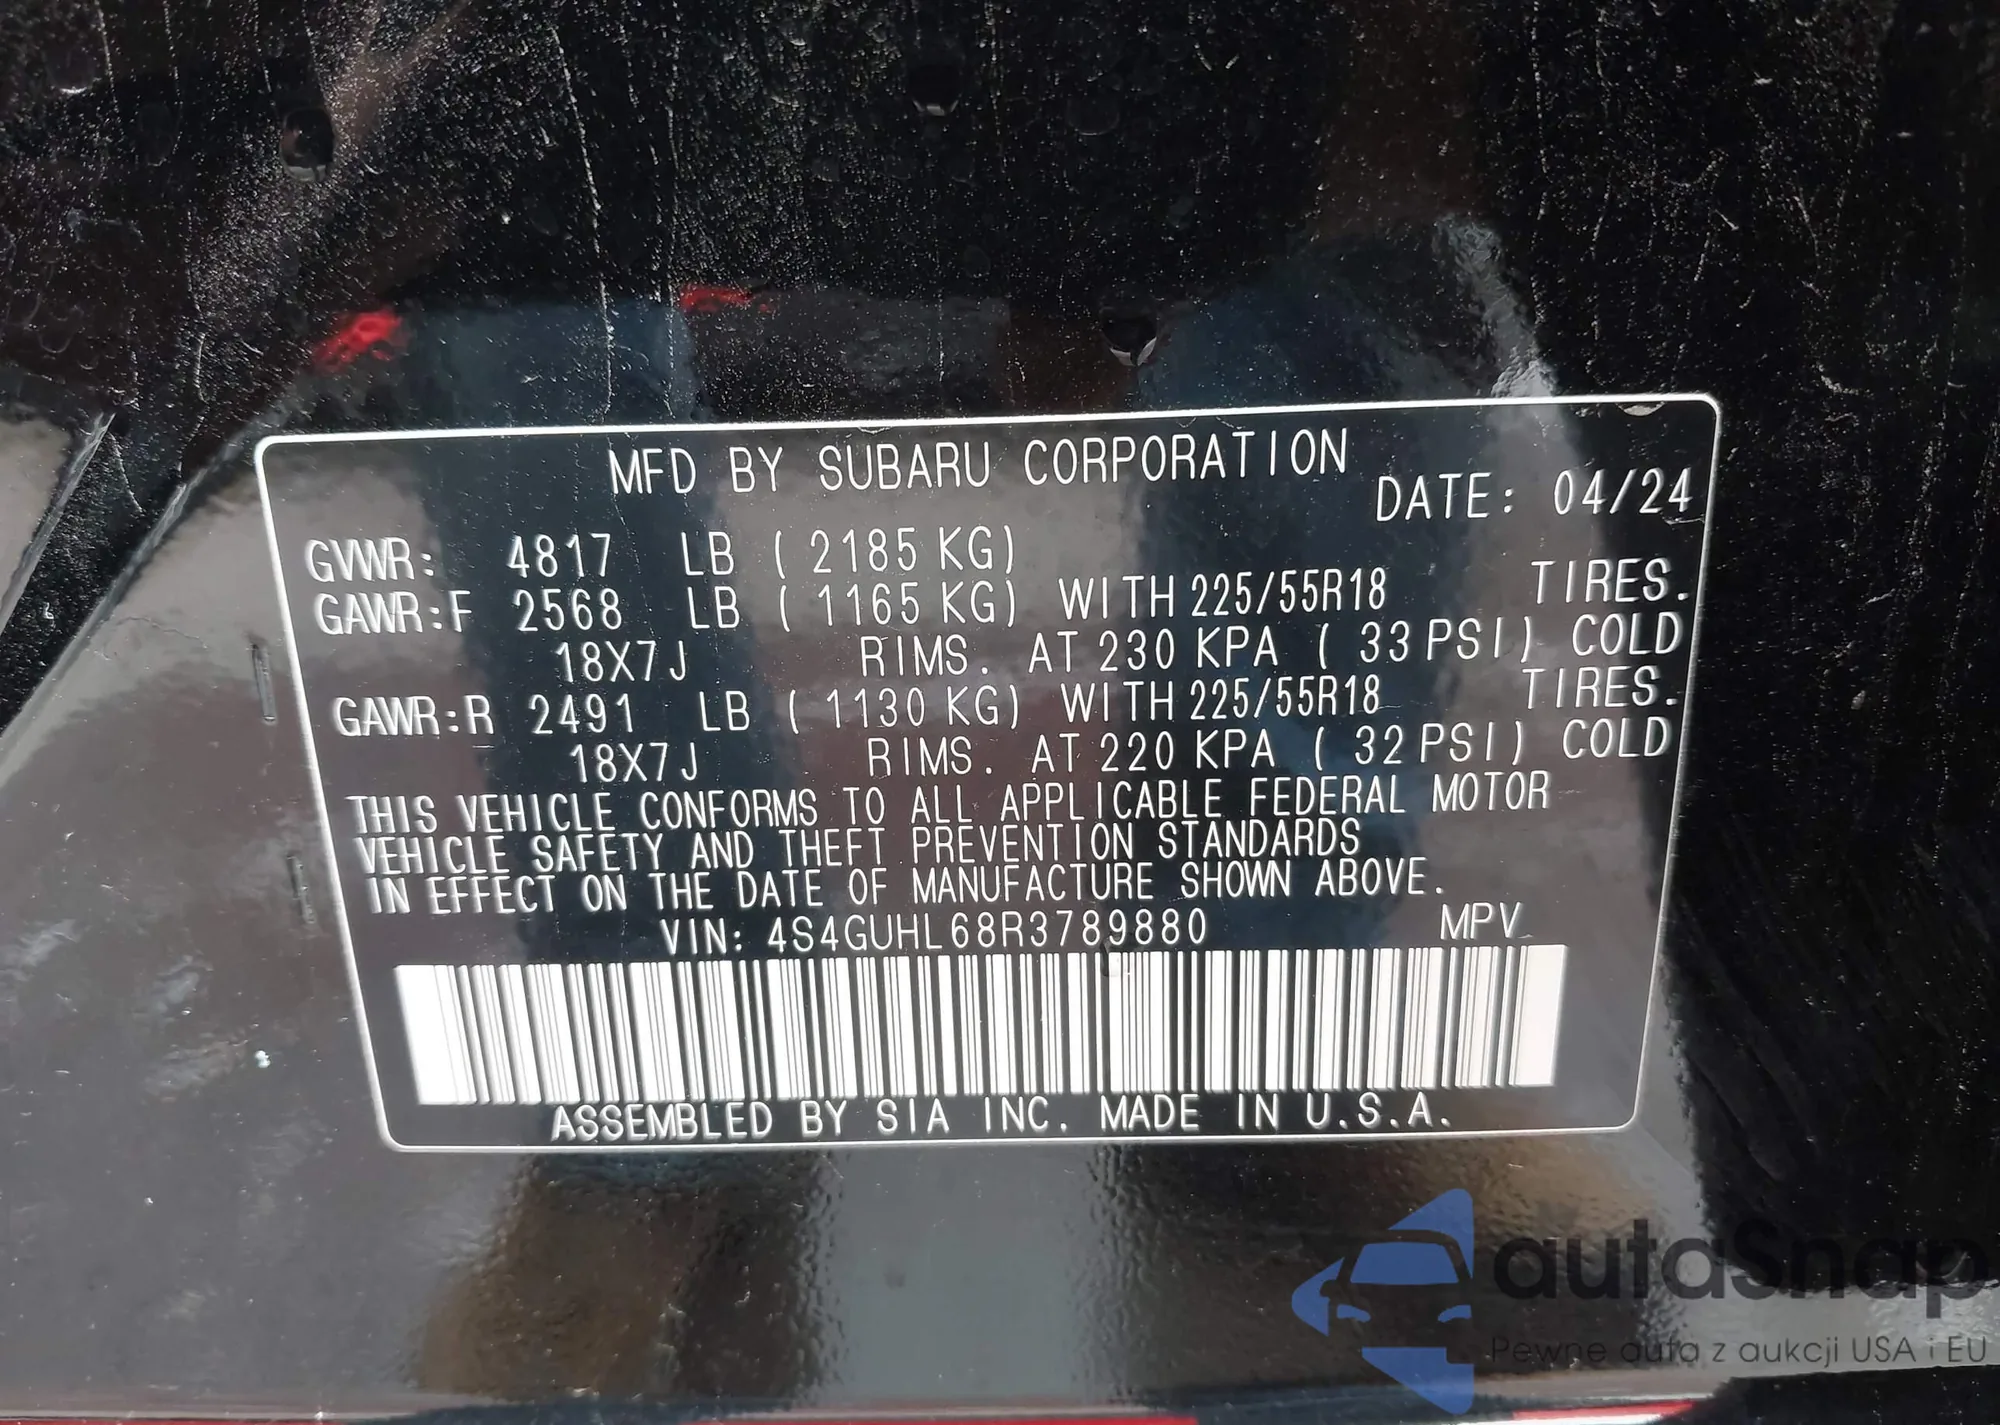 MFD BY SUBARU CORPORATION
DATE: 04/24
GVWR: 4817 LB ( 2185 KG)
GAWR:F 2568 LB ( 1165 KG) WITH 225/55R18 TIRES.
18X7J RIMS. AT 230 KPA ( 33 PSI) COLD
GAWR:R 2491 LB ( 1130 KG) WITH 225/55R18 TIRES.
18X7J RIMS. AT 220 KPA ( 32 PSI) COLD
THIS VEHICLE CONFORMS TO ALL APPLICABLE FEDERAL MOTOR
VEHICLE SAFETY AND THEFT PREVENTION STANDARDS
IN EFFECT ON THE DATE OF MANUFACTURE SHOWN ABOVE.
VIN: 4S4GUHL68R3789880 MPV
ASSEMBLED BY SIA INC. MADE IN U.S.A.
autoSnap
Pewne auta z aukcji USA i EU